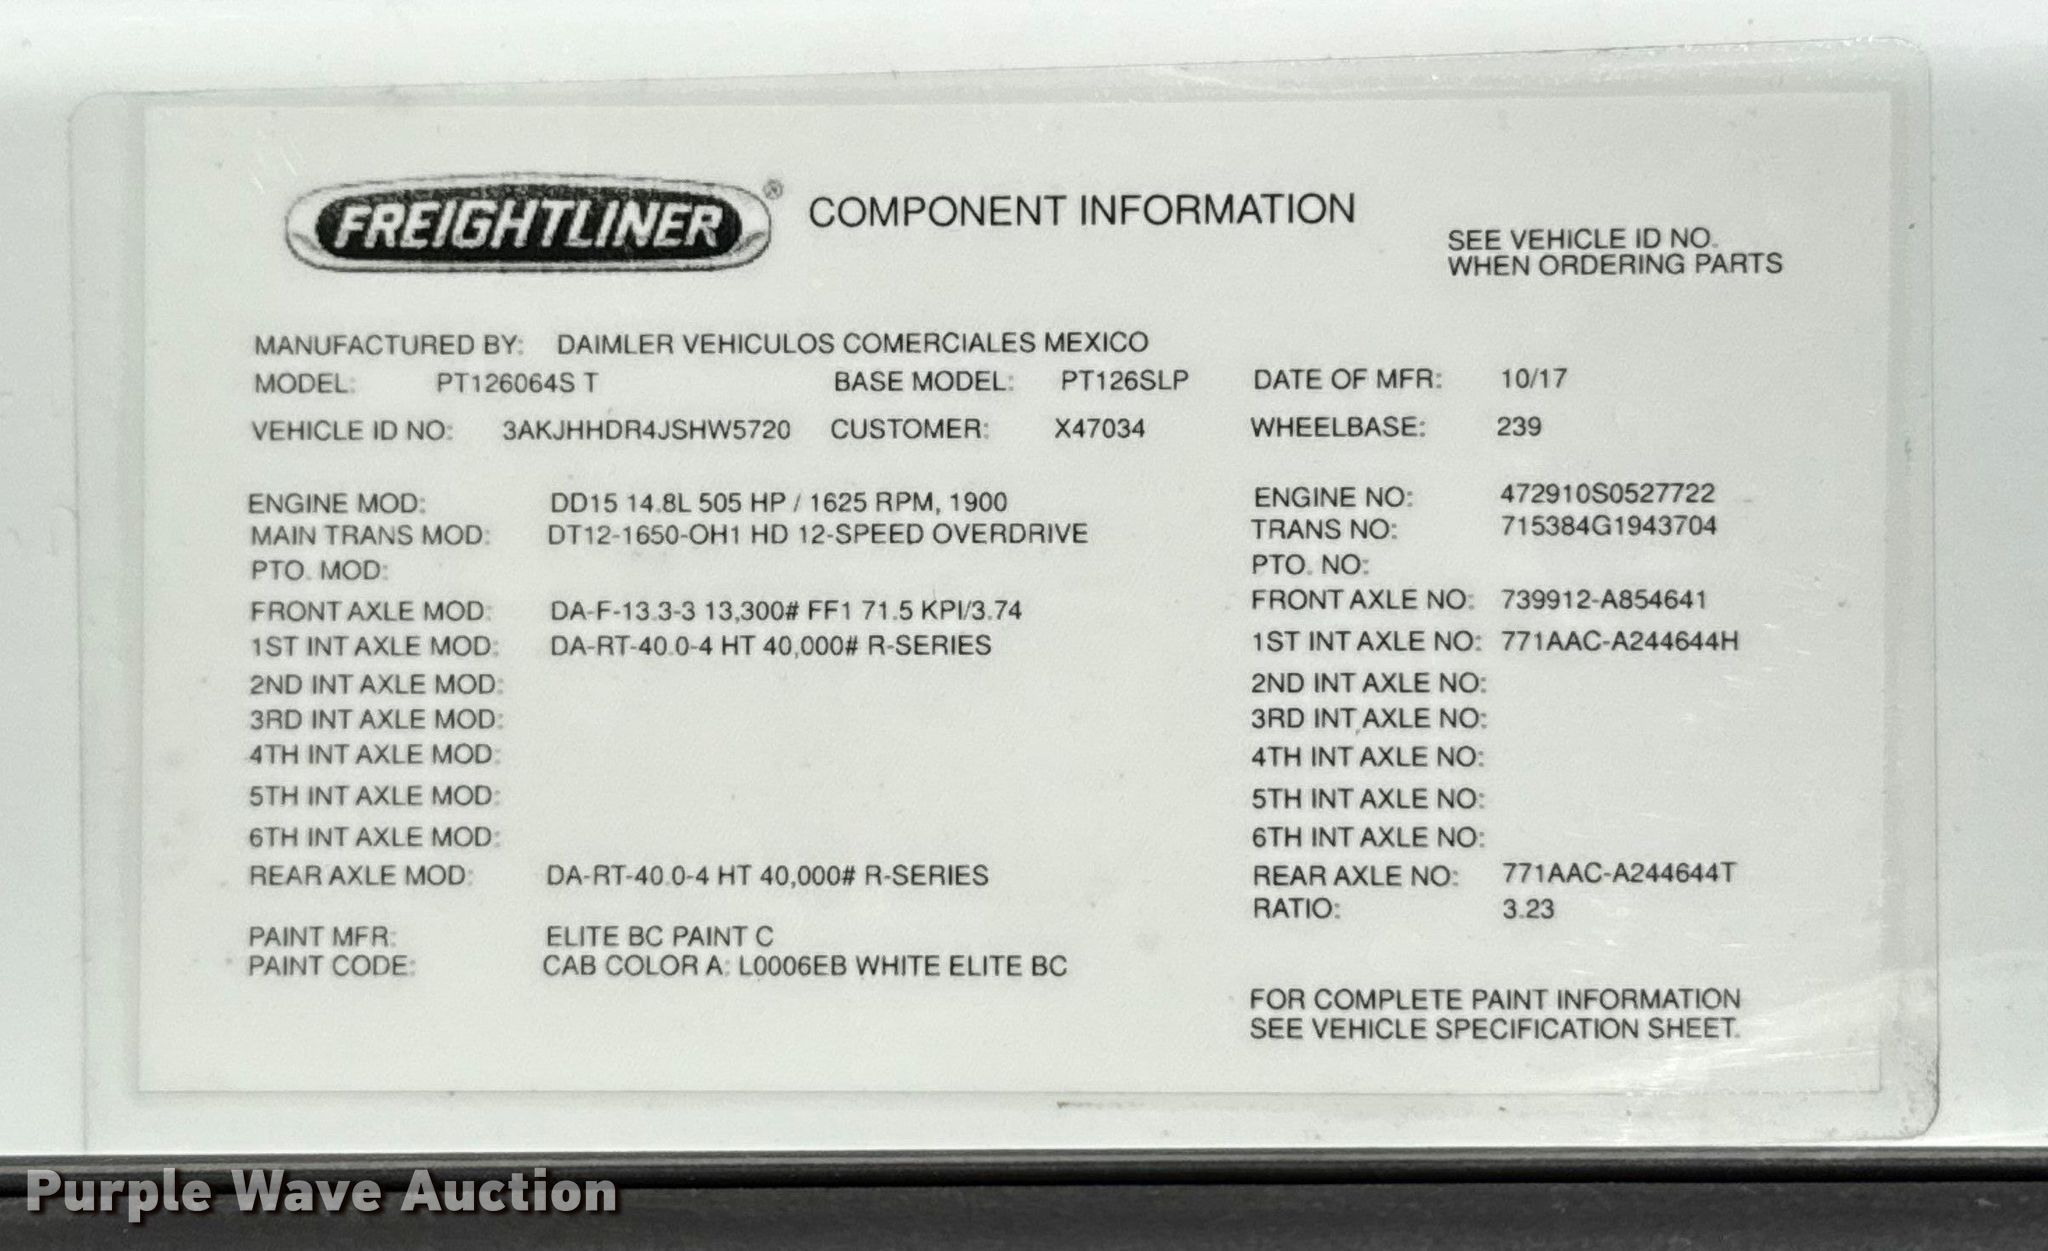 FREIGHTLINER® COMPONENT INFORMATION
SEE VEHICLE ID NO.
WHEN ORDERING PARTS
MANUFACTURED BY: DAIMLER VEHICULOS COMERCIALES MEXICO
MODEL: PT126064S T BASE MODEL: PT126SLP DATE OF MFR: 10/17
VEHICLE ID NO: 3AKJHHDR4JSHW5720 CUSTOMER: X47034 WHEELBASE: 239
ENGINE MOD: DD15 14.8L 505 HP / 1625 RPM, 1900 ENGINE NO: 472910S0527722
MAIN TRANS MOD: DT12-1650-OH1 HD 12-SPEED OVERDRIVE TRANS NO: 715384G1943704
PTO. MOD: PTO. NO:
FRONT AXLE MOD: DA-F-13.3-3 13,300# FF1 71.5 KPI/3.74 FRONT AXLE NO: 739912-A854641
1ST INT AXLE MOD: DA-RT-40.0-4 HT 40,000# R-SERIES 1ST INT AXLE NO: 771AAC-A244644H
2ND INT AXLE MOD: 2ND INT AXLE NO:
3RD INT AXLE MOD: 3RD INT AXLE NO:
4TH INT AXLE MOD: 4TH INT AXLE NO:
5TH INT AXLE MOD: 5TH INT AXLE NO:
6TH INT AXLE MOD: 6TH INT AXLE NO:
REAR AXLE MOD: DA-RT-40.0-4 HT 40,000# R-SERIES REAR AXLE NO: 771AAC-A244644T
RATIO: 3.23
PAINT MFR: ELITE BC PAINT C
PAINT CODE: CAB COLOR A: L0006EB WHITE ELITE BC
FOR COMPLETE PAINT INFORMATION
SEE VEHICLE SPECIFICATION SHEET.
Purple Wave Auction